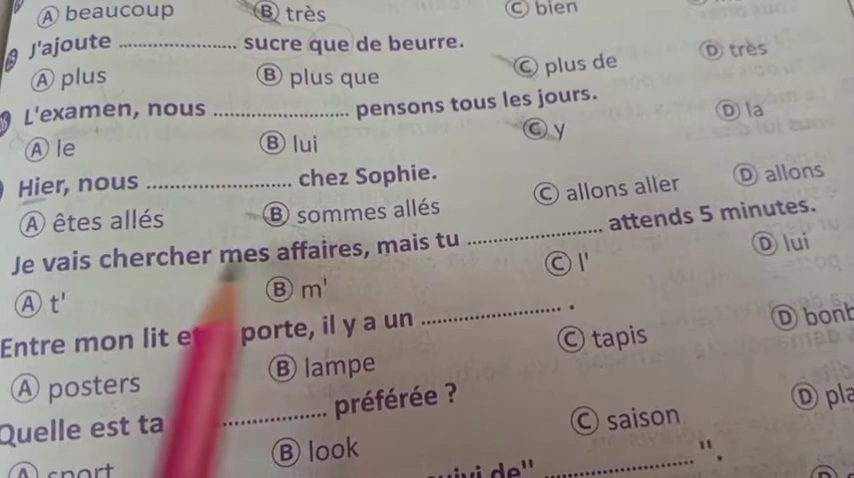 A beaucoup B très C bien
J'ajoute ........................ sucre que de beurre.
A plus B plus que C plus de D très
L'examen, nous ........................ pensons tous les jours.
A le B lui C y D la
Hier, nous ........................ chez Sophie.
A êtes allés B sommes allés C allons aller D allons
Je vais chercher mes affaires, mais tu ........................ attends 5 minutes.
A t' B m' C l' D lui
Entre mon lit porte, il y a un ........................ .
A posters B lampe C tapis D
Quelle est ta ........................ préférée ?
A sport B look C saison D
de" ........................ ".